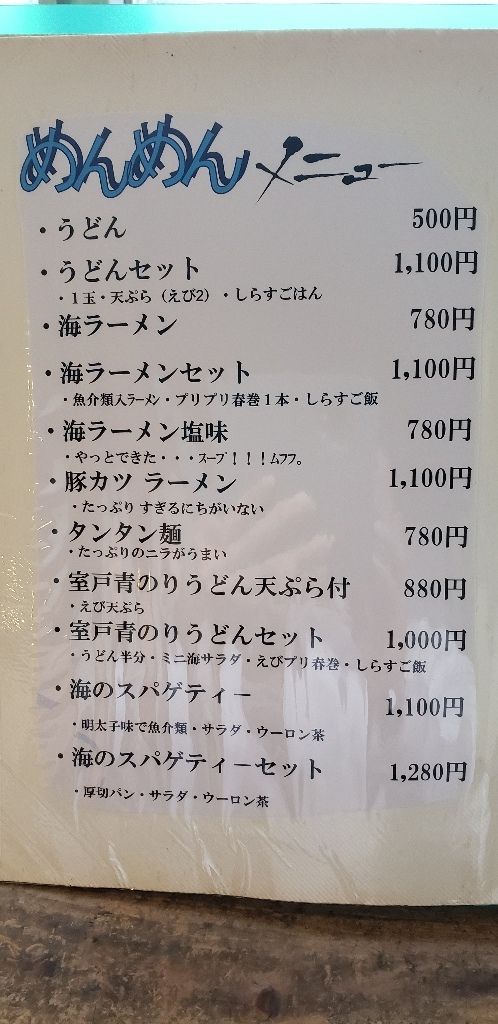 めんめんメニュー
・うどん 500円
・うどんセット 1,100円
・１玉・天ぷら（えび2）・しらすごはん
・海ラーメン 780円
・海ラーメンセット 1,100円
・魚介類入ラーメン・プリプリ春巻１本・しらすご飯
・海ラーメン塩味 780円
・やっとできた・・・スープ！！！ムフフ。
・豚カツ ラーメン 1,100円
・たっぷり すぎるにちがいない
・タンタン麺 780円
・たっぷりのニラがうまい
・室戸青のりうどん天ぷら付 880円
・えび天ぷら
・室戸青のりうどんセット 1,000円
・うどん半分・ミニ海サラダ・えびプリ春巻・しらすご飯
・海のスパゲティー 1,100円
・明太子味で魚介類・サラダ・ウーロン茶
・海のスパゲティーセット 1,280円
・厚切パン・サラダ・ウーロン茶